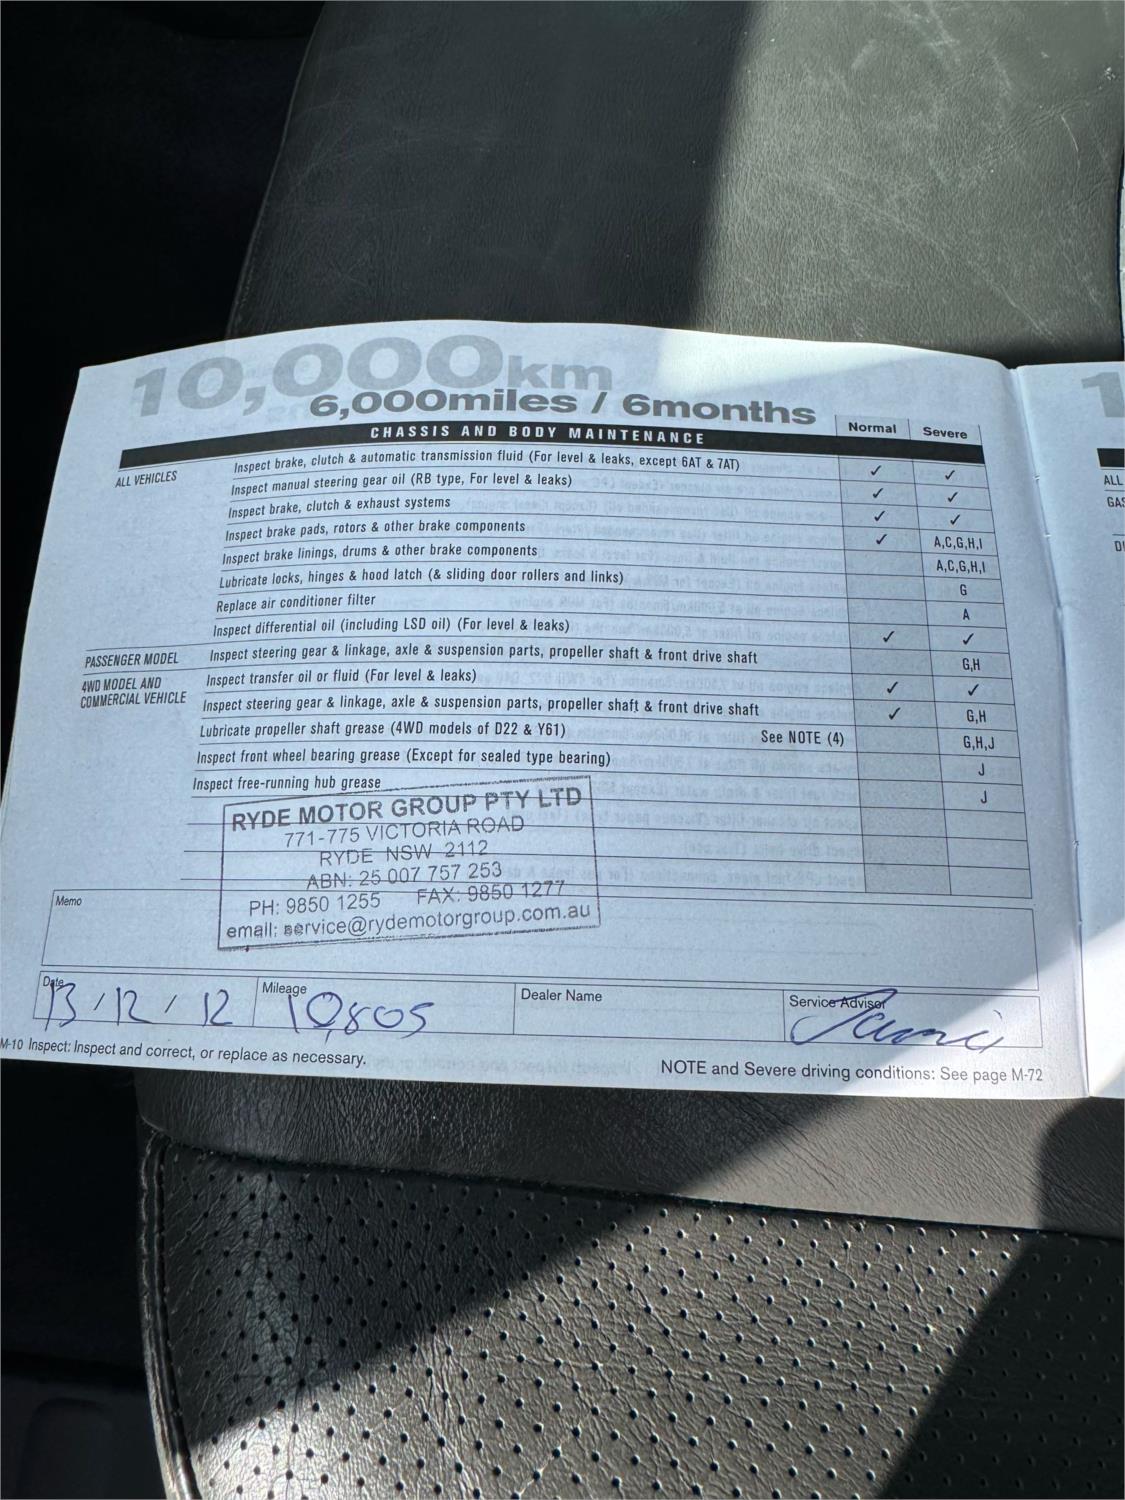 10,000km
6,000miles / 6months
CHASSIS AND BODY MAINTENANCE Normal Severe
ALL VEHICLES Inspect brake, clutch & automatic transmission fluid (For level & leaks, except 6AT & 7AT) ✓ ✓
Inspect manual steering gear oil (RB type, For level & leaks) ✓ ✓
Inspect brake, clutch & exhaust systems ✓ ✓
Inspect brake pads, rotors & other brake components ✓ A,C,G,H,I
Inspect brake linings, drums & other brake components A,C,G,H,I
Lubricate locks, hinges & hood latch (& sliding door rollers and links) G
Replace air conditioner filter A
Inspect differential oil (including LSD oil) (For level & leaks) ✓ ✓
PASSENGER MODEL Inspect steering gear & linkage, axle & suspension parts, propeller shaft & front drive shaft G,H
4WD MODEL AND COMMERCIAL VEHICLE Inspect transfer oil or fluid (For level & leaks) ✓ ✓
Inspect steering gear & linkage, axle & suspension parts, propeller shaft & front drive shaft ✓ G,H
Lubricate propeller shaft grease (4WD models of D22 & Y61) See NOTE (4) G,H,J
Inspect front wheel bearing grease (Except for sealed type bearing) J
Inspect free-running hub grease J
RYDE MOTOR GROUP PTY LTD
771-775 VICTORIA ROAD
RYDE NSW 2112
ABN: 25 007 757 253
PH: 9850 1255 FAX: 9850 1277
email: service@rydemotorgroup.com.au
Memo
Date 13/12/12 Mileage 10,805 Dealer Name Service Advisor
M-10 Inspect: Inspect and correct, or replace as necessary.
NOTE and Severe driving conditions: See page M-72
1
ALL
GAS